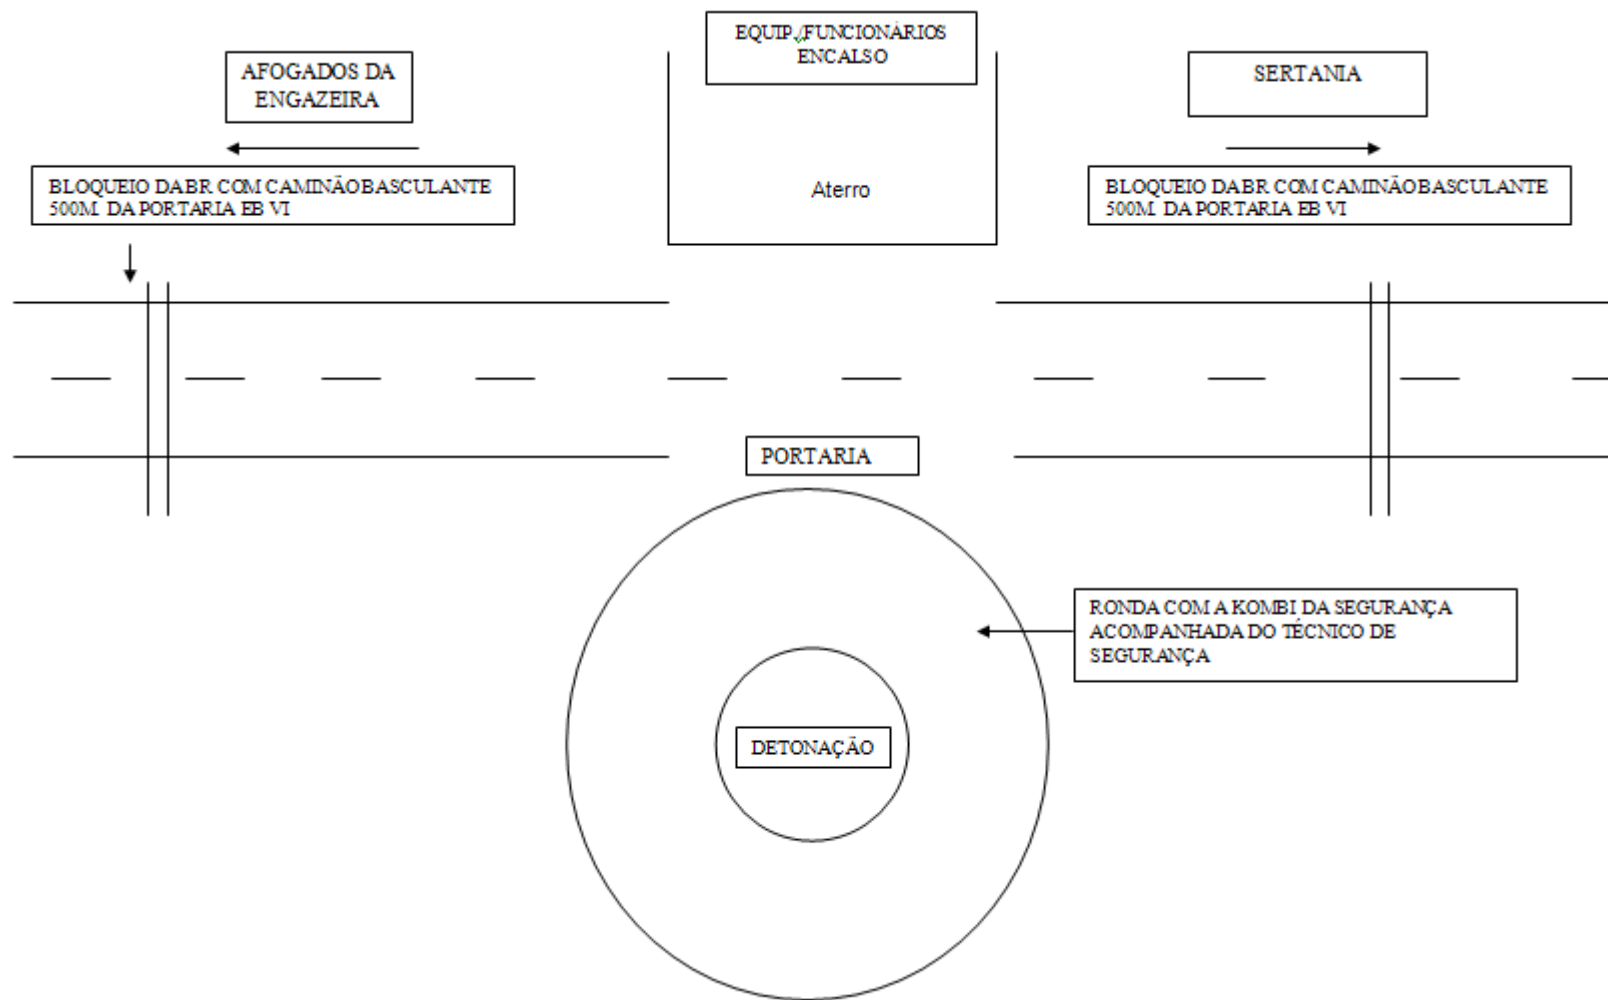 EQUIP./FUNCIONÁRIOS
ENCALSO
AFOGADOS DA
ENGAZEIRA
SERTANIA
BLOQUEIO DA BR COM CAMINÃO BASCULANTE
500M. DA PORTARIA EB VI
Aterro
BLOQUEIO DA BR COM CAMINÃO BASCULANTE
500M. DA PORTARIA EB VI
PORTARIA
RONDA COM A KOMBI DA SEGURANÇA
ACOMPANHADA DO TÉCNICO DE
SEGURANÇA
DETONAÇÃO